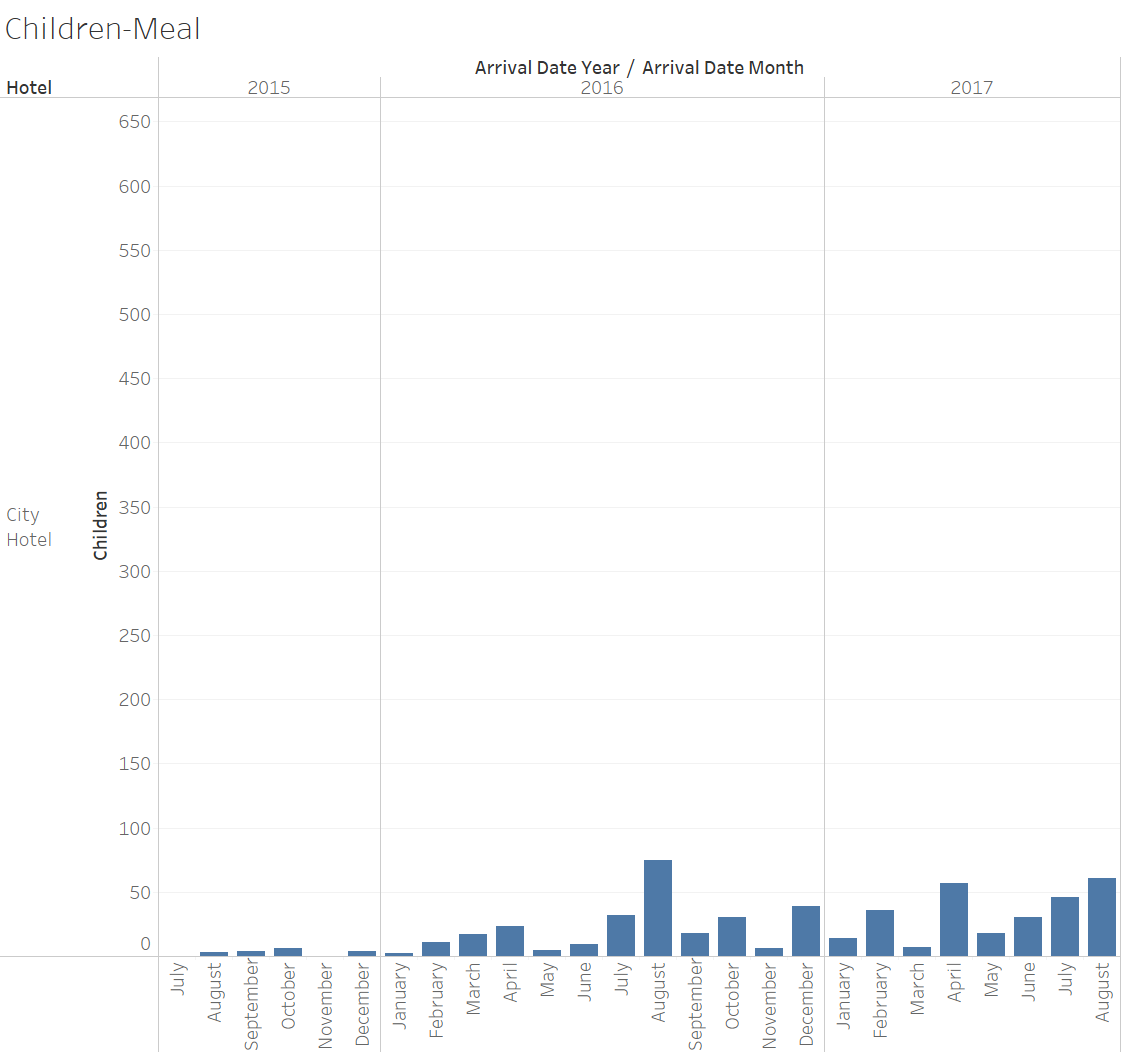 Children-Meal
Arrival Date Year / Arrival Date Month
Hotel 2015 2016 2017
650
600
550
500
450
400
350
300
250
200
150
100
50
0
City
Hotel
Children
July
August
September
October
November
December
January
February
March
April
May
June
July
August
September
October
November
December
January
February
March
April
May
June
July
August